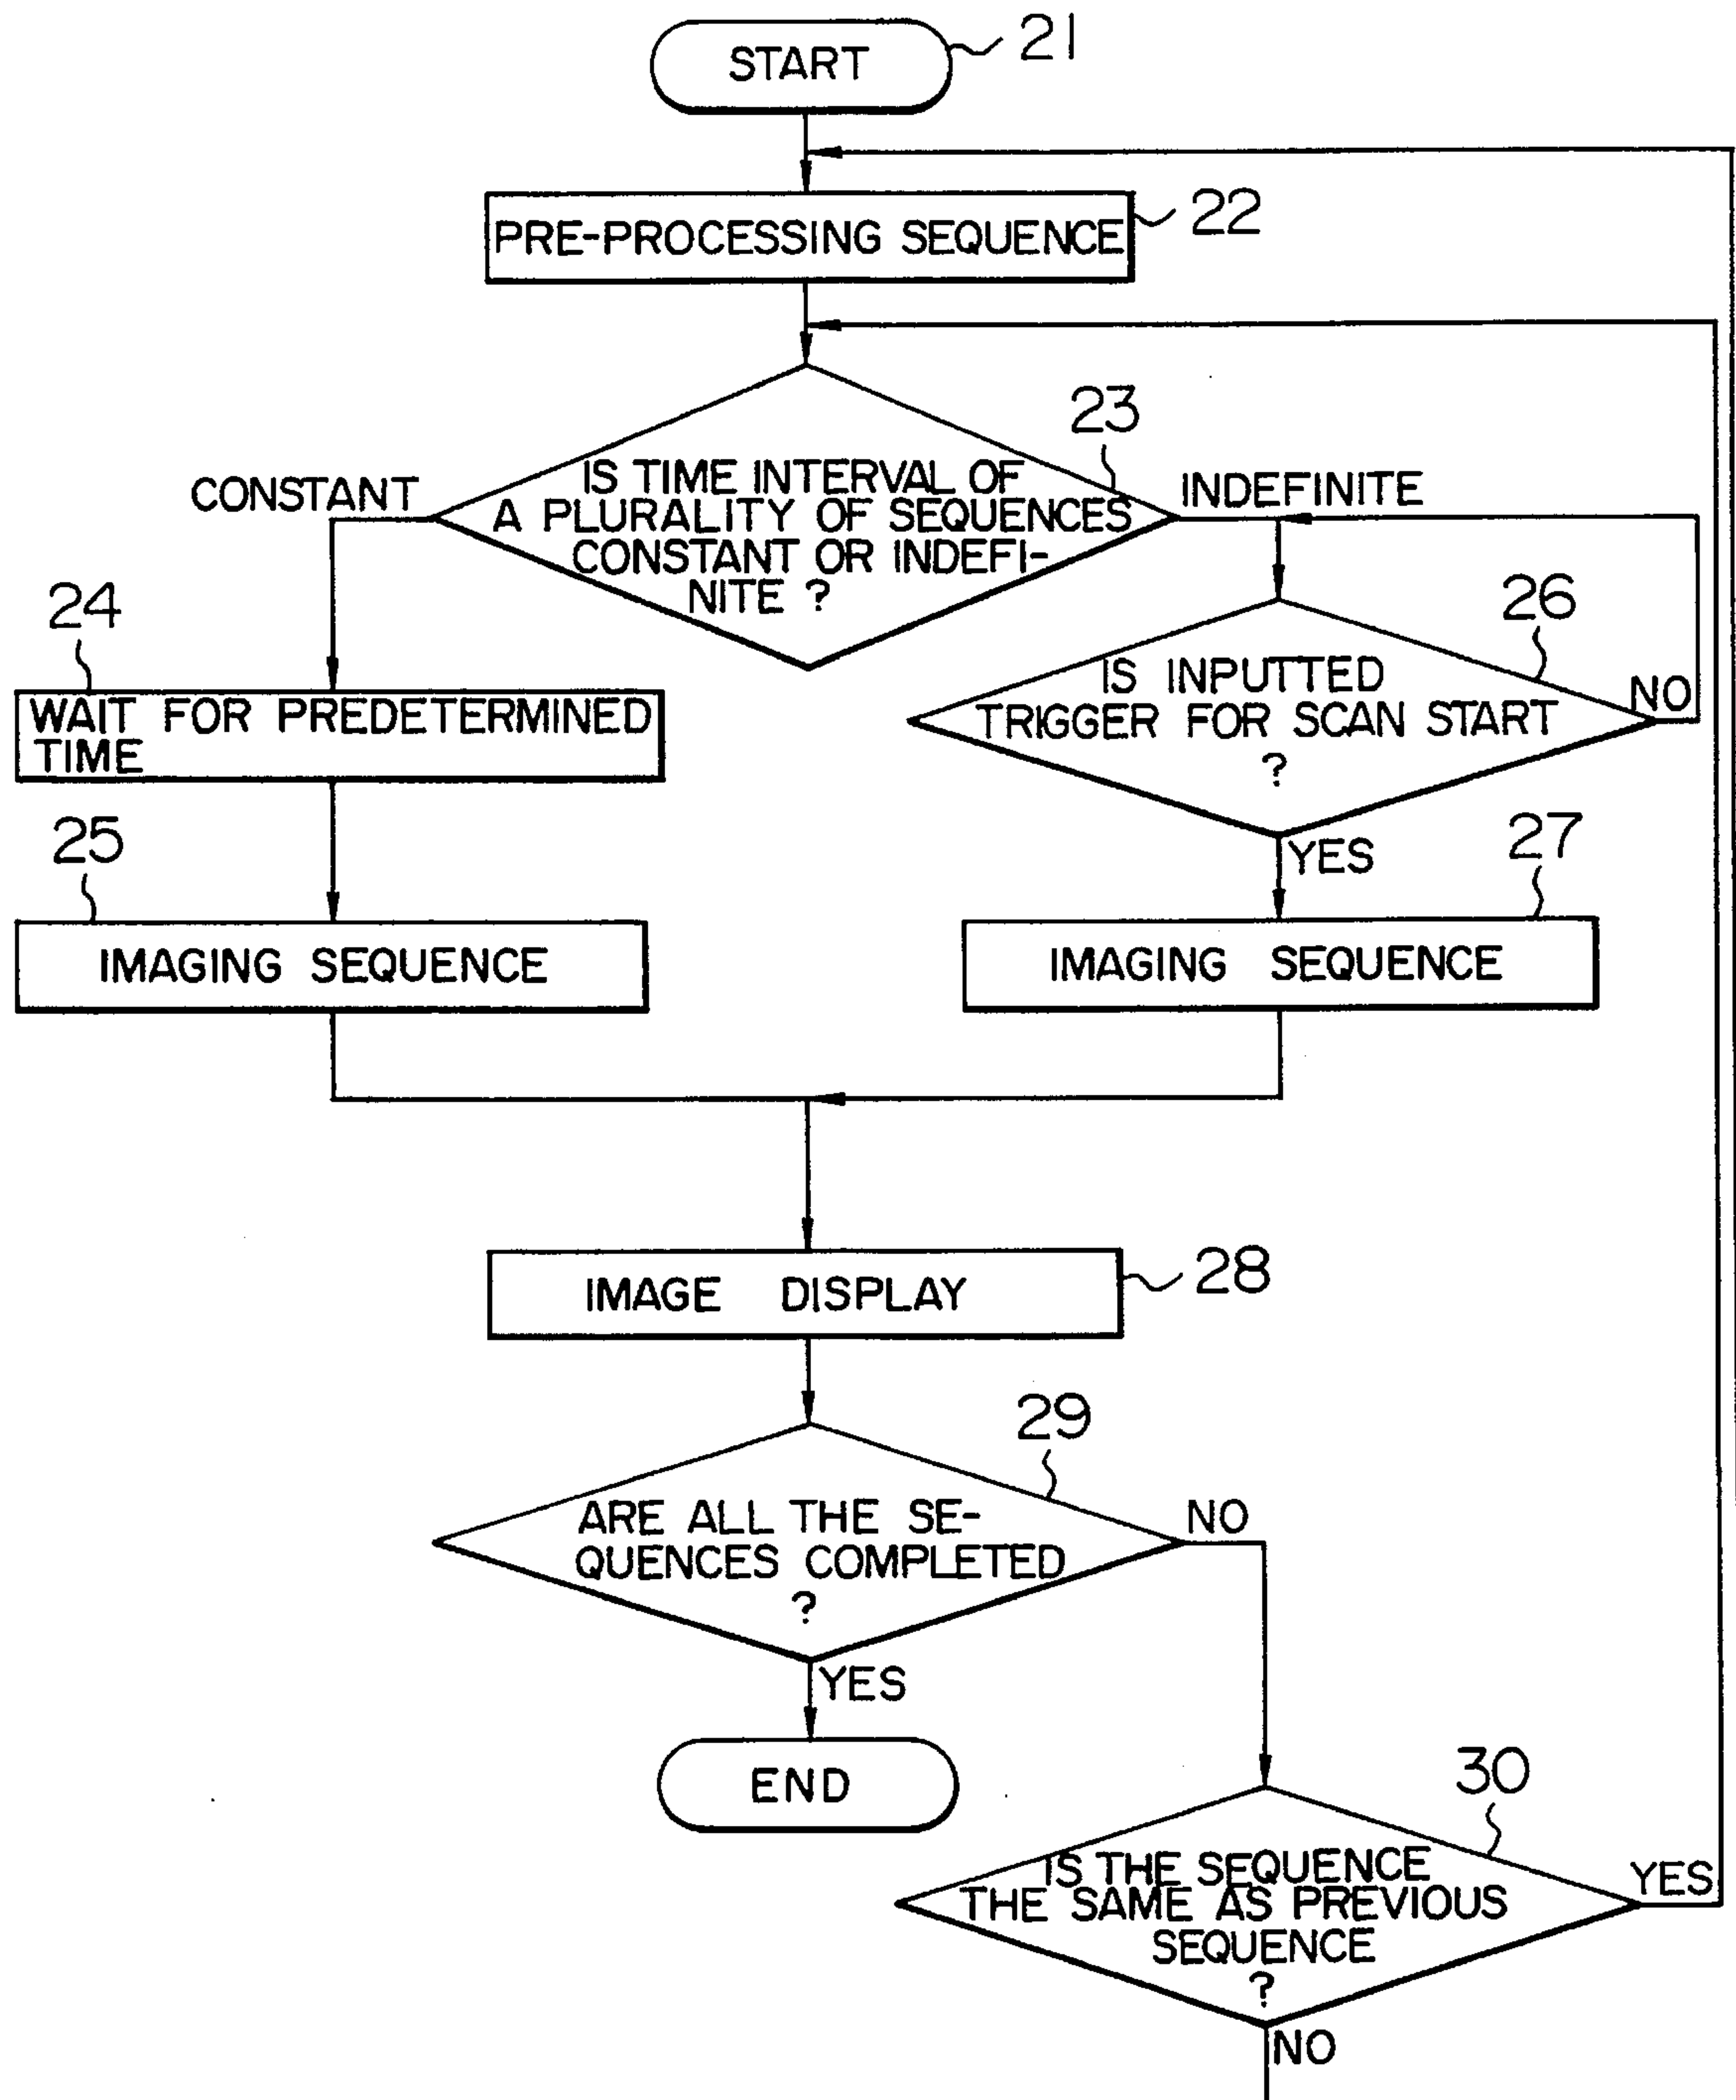 START
21
PRE-PROCESSING SEQUENCE
22
23
IS TIME INTERVAL OF
A PLURALITY OF SEQUENCES
CONSTANT OR INDEFI-
NITE ?
CONSTANT
INDEFINITE
24
WAIT FOR PREDETERMINED
TIME
26
IS INPUTTED
TRIGGER FOR SCAN START
?
NO
YES
25
IMAGING SEQUENCE
27
IMAGING SEQUENCE
IMAGE DISPLAY
28
29
ARE ALL THE SE-
QUENCES COMPLETED
?
NO
YES
END
30
IS THE SEQUENCE
THE SAME AS PREVIOUS
SEQUENCE
?
YES
NO